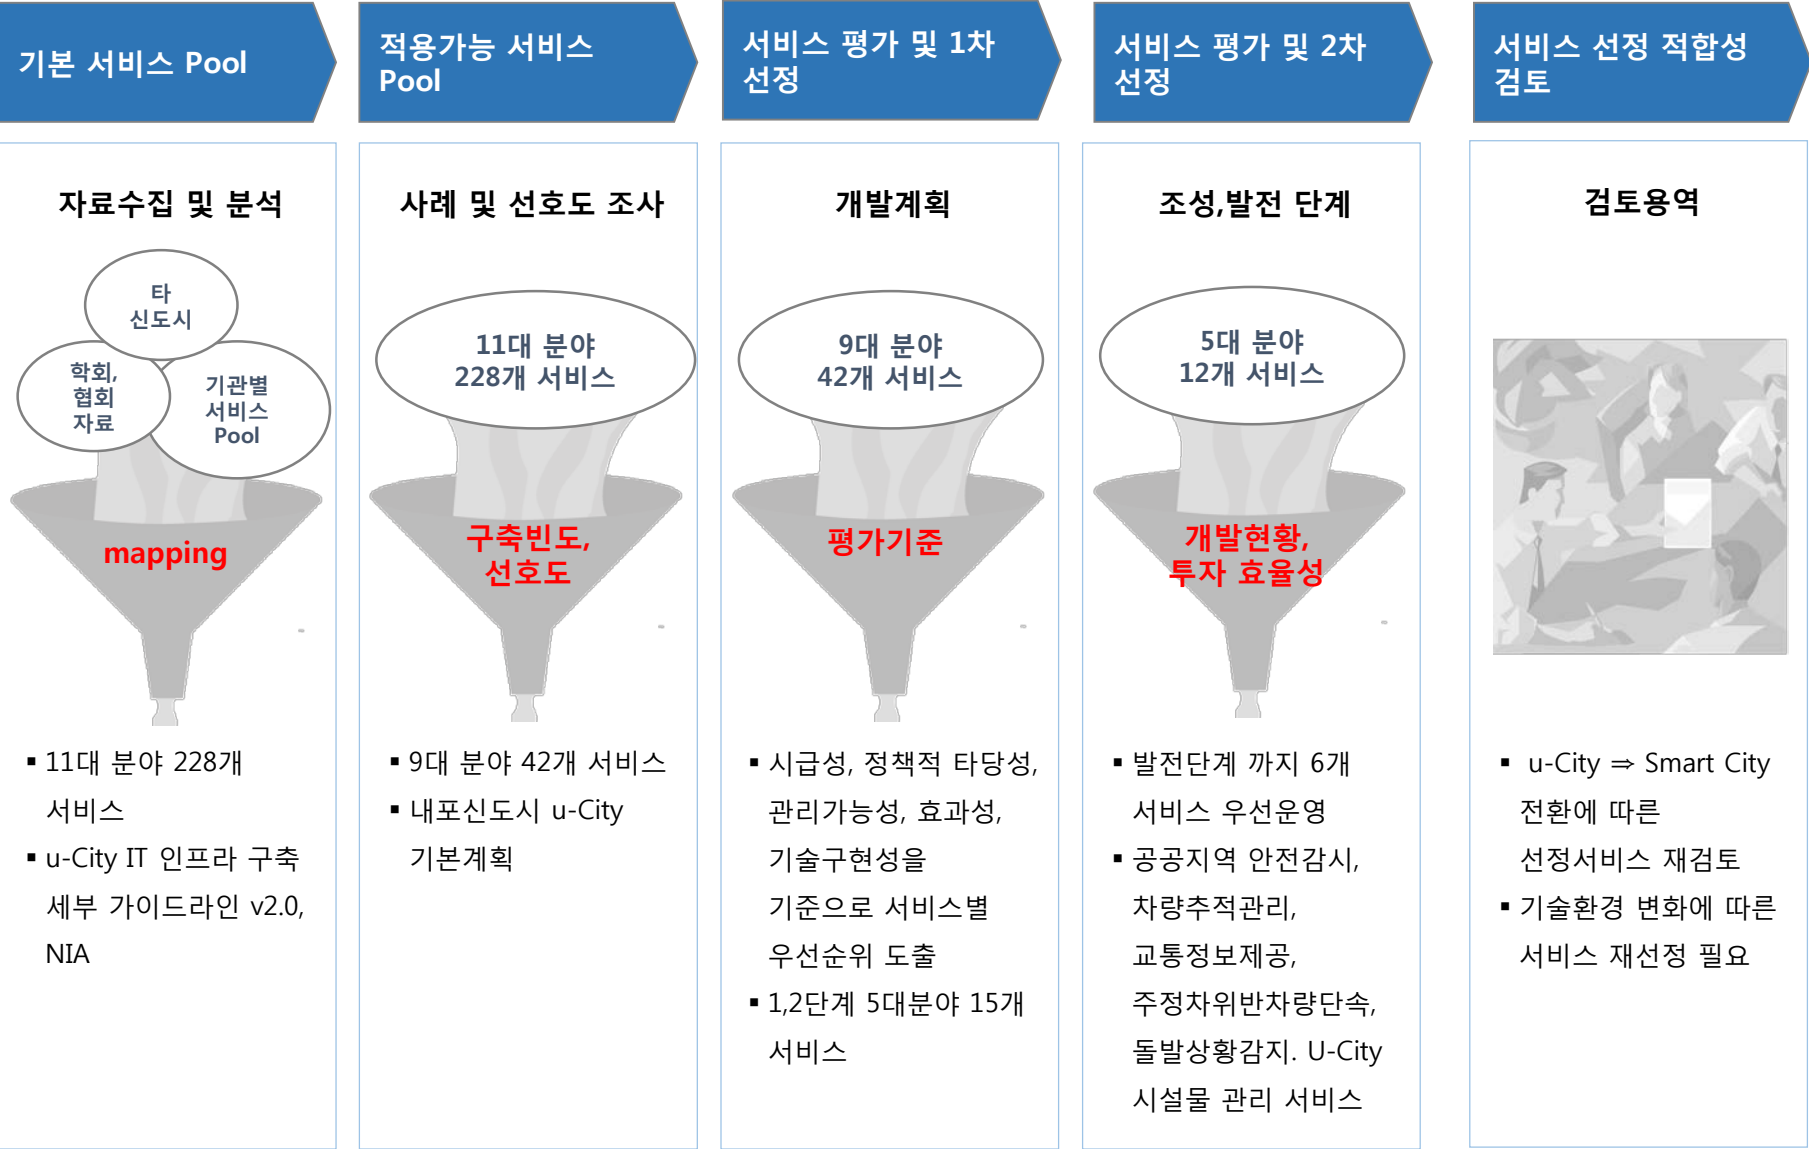 기본 서비스 Pool
적용가능 서비스
Pool
서비스 평가 및 1차
선정
서비스 평가 및 2차
선정
서비스 선정 적합성
검토
자료수집 및 분석
타
신도시
학회,
협회
자료
기관별
서비스
Pool
mapping
▪ 11대 분야 228개
서비스
▪ u-City IT 인프라 구축
세부 가이드라인 v2.0,
NIA
사례 및 선호도 조사
11대 분야
228개 서비스
구축빈도,
선호도
▪ 9대 분야 42개 서비스
▪ 내포신도시 u-City
기본계획
개발계획
9대 분야
42개 서비스
평가기준
▪ 시급성, 정책적 타당성,
관리가능성, 효과성,
기술구현성을
기준으로 서비스별
우선순위 도출
▪ 1,2단계 5대분야 15개
서비스
조성,발전 단계
5대 분야
12개 서비스
개발현황,
투자 효율성
▪ 발전단계 까지 6개
서비스 우선운영
▪ 공공지역 안전감시,
차량추적관리,
교통정보제공,
주정차위반차량단속,
돌발상황감지. U-City
시설물 관리 서비스
검토용역
▪ u-City ⇒ Smart City
전환에 따른
선정서비스 재검토
▪ 기술환경 변화에 따른
서비스 재선정 필요